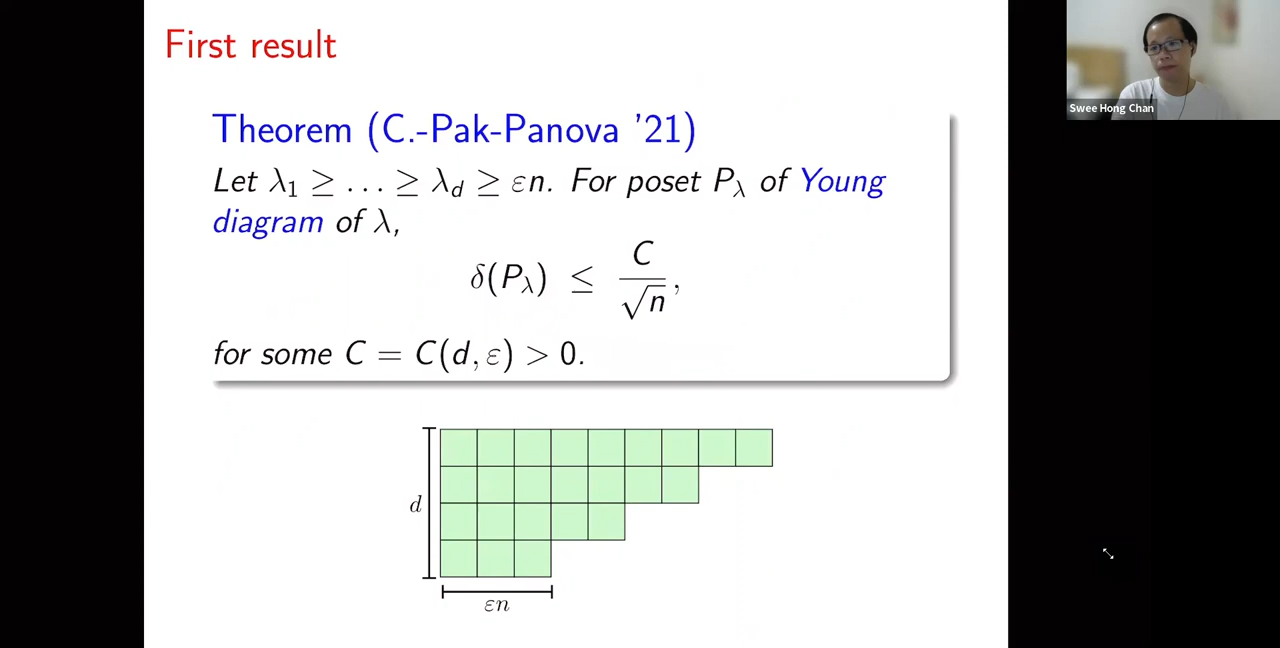 First result
Swee Hong Chan
Theorem (C.-Pak-Panova '21)
Let λ₁ ≥ … ≥ λ_d ≥ εn. For poset P_λ of Young
diagram of λ,
δ(P_λ) ≤ C/√n,
for some C = C(d, ε) > 0.
d
εn